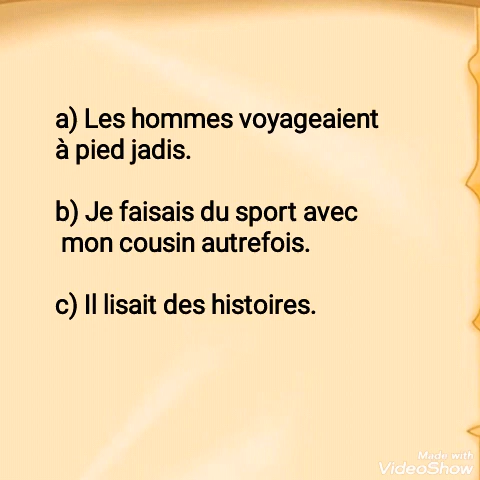 a) Les hommes voyageaient
à pied jadis.
b) Je faisais du sport avec
mon cousin autrefois.
c) Il lisait des histoires.
Made with
VideoShow